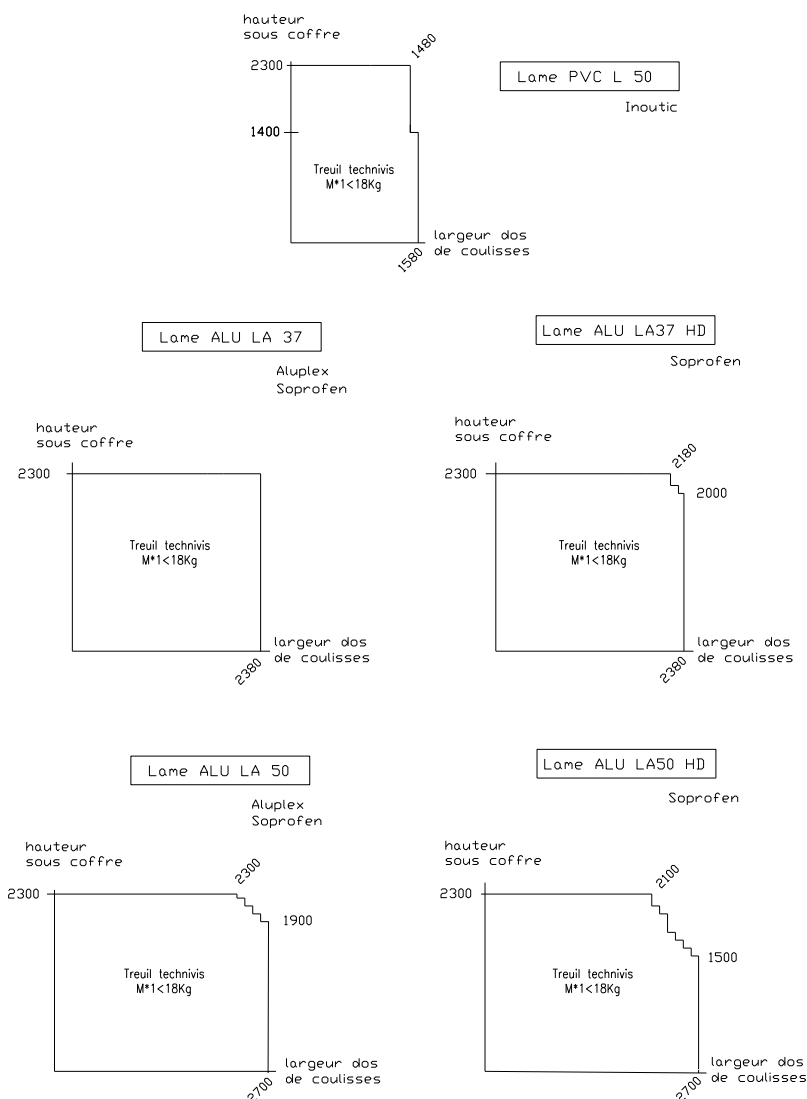 hauteur
sous coffre
1480
2300
Lame PVC L 50
Inoutic
1400
Treuil technivis
M*1<18Kg
largeur dos
de coulisses
1580
Lame ALU LA 37
Aluplex
Soprofen
hauteur
sous coffre
2300
Treuil technivis
M*1<18Kg
largeur dos
de coulisses
2380
Lame ALU LA37 HD
Soprofen
hauteur
sous coffre
2180
2300
2000
Treuil technivis
M*1<18Kg
largeur dos
de coulisses
2380
Lame ALU LA 50
Aluplex
Soprofen
hauteur
sous coffre
2300
2300
1900
Treuil technivis
M*1<18Kg
largeur dos
de coulisses
2700
Lame ALU LA50 HD
Soprofen
hauteur
sous coffre
2100
2300
1500
Treuil technivis
M*1<18Kg
largeur dos
de coulisses
2700